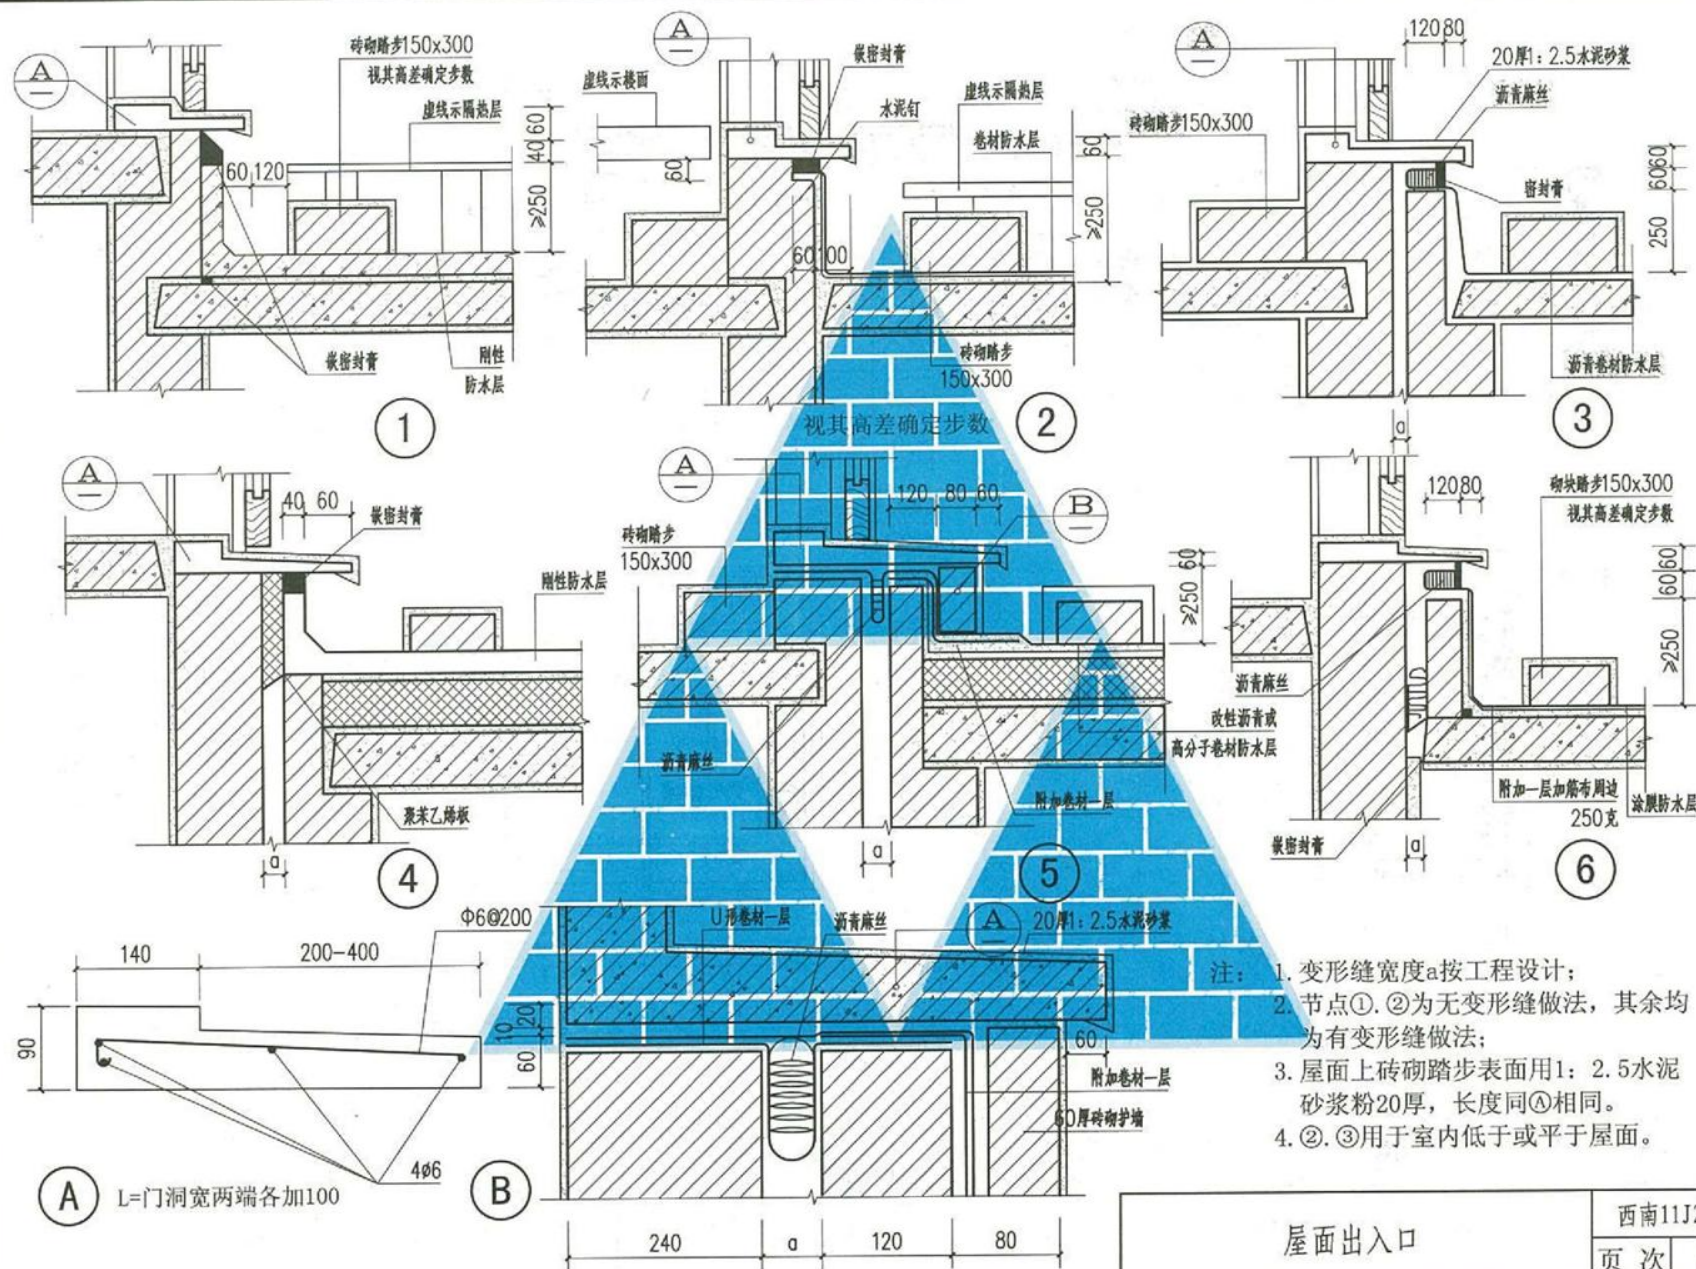 A
砖砌踏步150x300
视其高差确定步数
虚线示隔热层
60
120
60
40
≥250
嵌密封膏
刚性
防水层
1
A
嵌密封膏
虚线示楼面
水泥钉
虚线示隔热层
卷材防水层
60
60
≥250
60
100
砖砌踏步
150x300
视其高差确定步数
2
A
120
80
20厚1：2.5水泥砂浆
沥青麻丝
砖砌踏步150x300
密封膏
60
60
250
沥青卷材防水层
a
3
A
40
60
嵌密封膏
刚性防水层
聚苯乙烯板
a
4
A
120
80
60
B
砖砌踏步
150x300
60
≥250
沥青麻丝
改性沥青或
高分子卷材防水层
附加卷材一层
a
5
120
80
砌块踏步150x300
视其高差确定步数
60
60
≥250
沥青麻丝
附加一层加筋布周边
250克
涂膜防水层
嵌密封膏
a
6
Φ6@200
140
200-400
90
4ϕ6
A
L=门洞宽两端各加100
U形卷材一层
沥青麻丝
A
20厚1：2.5水泥砂浆
20
10
60
60
附加卷材一层
60厚砖砌护墙
B
240
a
120
80
注：
1. 变形缝宽度a按工程设计；
2. 节点①.②为无变形缝做法，其余均
为有变形缝做法；
3. 屋面上砖砌踏步表面用1：2.5水泥
砂浆粉20厚，长度同Ⓐ相同。
4. ②.③用于室内低于或平于屋面。
屋面出入口
西南11J2
页 次